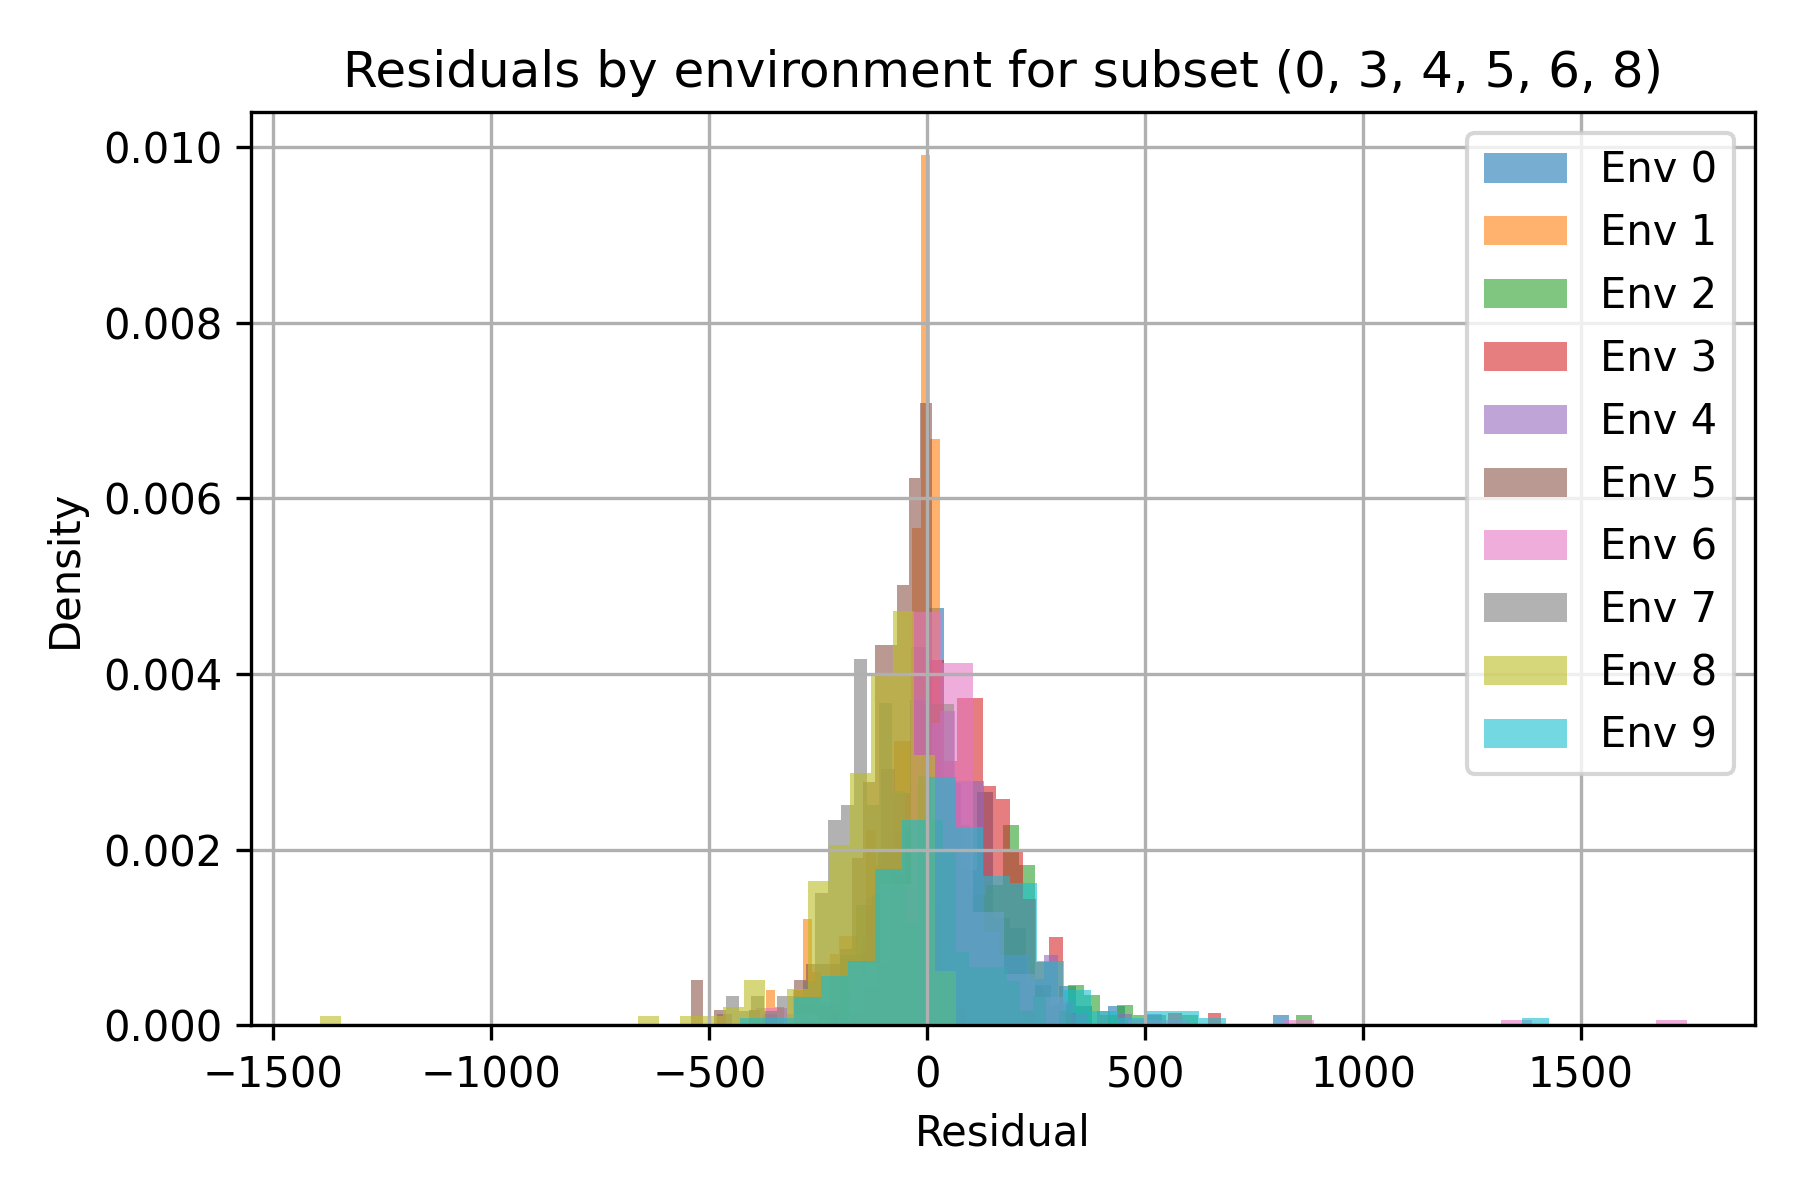 Residuals by environment for subset (0, 3, 4, 5, 6, 8)
0.010
0.008
0.006
0.004
0.002
0.000
Density
−1500
−1000
−500
0
500
1000
1500
Residual
Env 0
Env 1
Env 2
Env 3
Env 4
Env 5
Env 6
Env 7
Env 8
Env 9